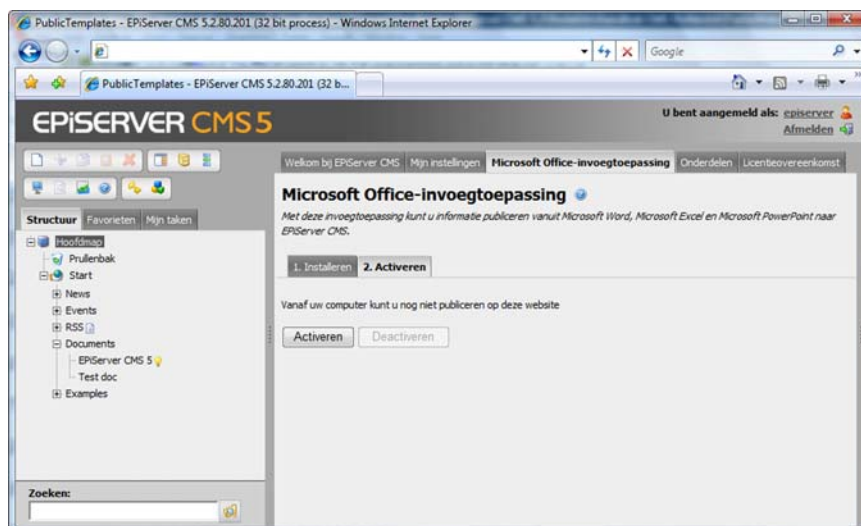 PublicTemplates - EPiServer CMS 5.2.80.201 (32 bit process) - Windows Internet Explorer
Google
PublicTemplates - EPiServer CMS 5.2.80.201 (32 b...
EPiSERVER CMS 5
U bent aangemeld als: episerver
Afmelden
Welkom bij EPiServer CMS Mijn instellingen Microsoft Office-invoegtoepassing Onderdelen Licentieovereenkomst
Microsoft Office-invoegtoepassing
Met deze invoegtoepassing kunt u informatie publiceren vanuit Microsoft Word, Microsoft Excel en Microsoft PowerPoint naar
EPiServer CMS.
1. Installeren 2. Activeren
Vanaf uw computer kunt u nog niet publiceren op deze website
Activeren Deactiveren
Structuur Favorieten Mijn taken
Hoofdmap
Prullenbak
Start
News
Events
RSS
Documents
EPiServer CMS 5
Test doc
Examples
Zoeken: